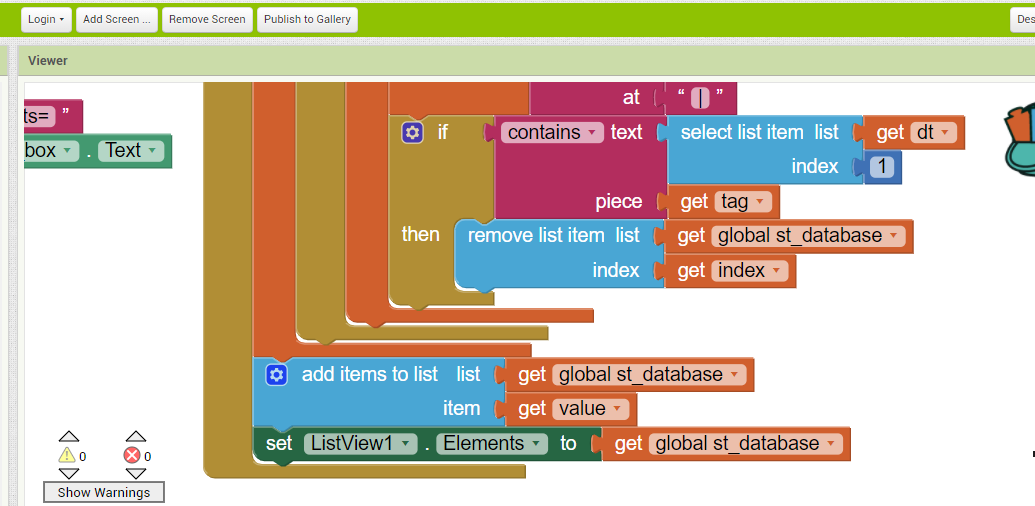 Login Add Screen ... Remove Screen Publish to Gallery Des
Viewer
ts= ”
box . Text
at “ | ”
if contains text select list item list get dt
index 1
piece get tag
then remove list item list get global st_database
index get index
add items to list list get global st_database
item get value
set ListView1 . Elements to get global st_database
0 0
Show Warnings